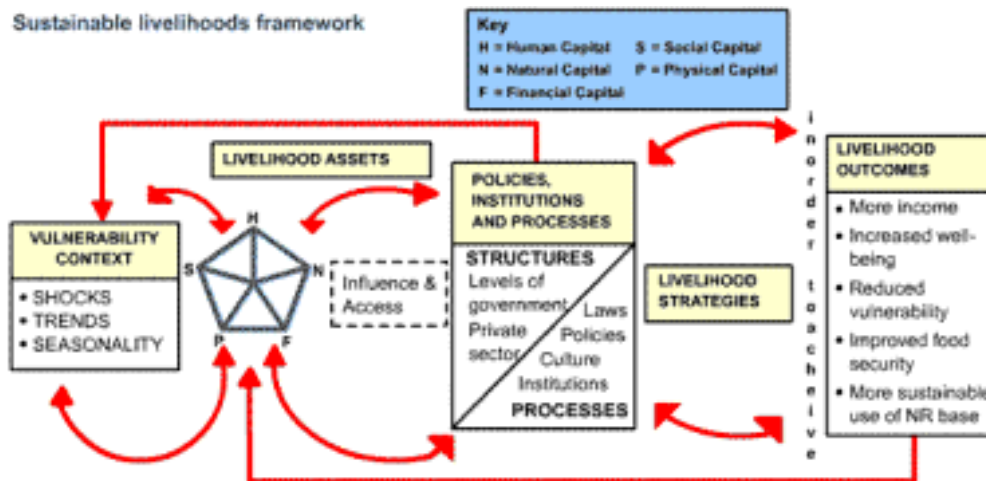 Sustainable livelihoods framework
Key
H = Human Capital S = Social Capital
N = Natural Capital P = Physical Capital
F = Financial Capital
LIVELIHOOD ASSETS
H
S
N
P
F
VULNERABILITY
CONTEXT
• SHOCKS
• TRENDS
• SEASONALITY
Influence &
Access
POLICIES,
INSTITUTIONS
AND PROCESSES
STRUCTURES
Levels of
government
Private
sector
Laws
Policies
Culture
Institutions
PROCESSES
LIVELIHOOD
STRATEGIES
inorder toacheive
LIVELIHOOD
OUTCOMES
• More income
• Increased well-
being
• Reduced
vulnerability
• Improved food
security
• More sustainable
use of NR base